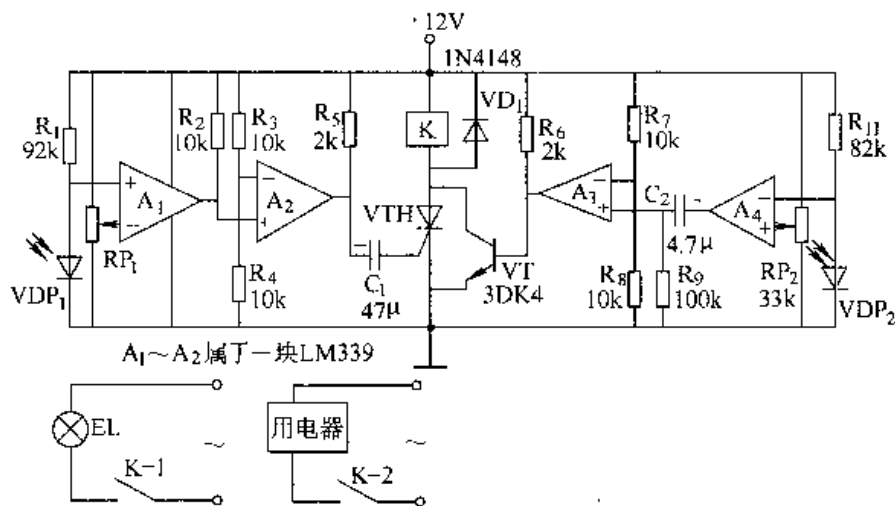 12V
1N4148
VD1
R1
92k
R2
10k
R3
10k
R5
2k
K
R6
2k
R7
10k
R11
82k
A1
+
−
A2
−
+
A3
−
+
C2
4.7μ
A4
−
+
VTH
RP1
VDP1
R4
10k
C1
47μ
VT
3DK4
R8
10k
R9
100k
RP2
33k
VDP2
A1～A2属丁一块LM339
EL
～
K-1
用电器
～
K-2